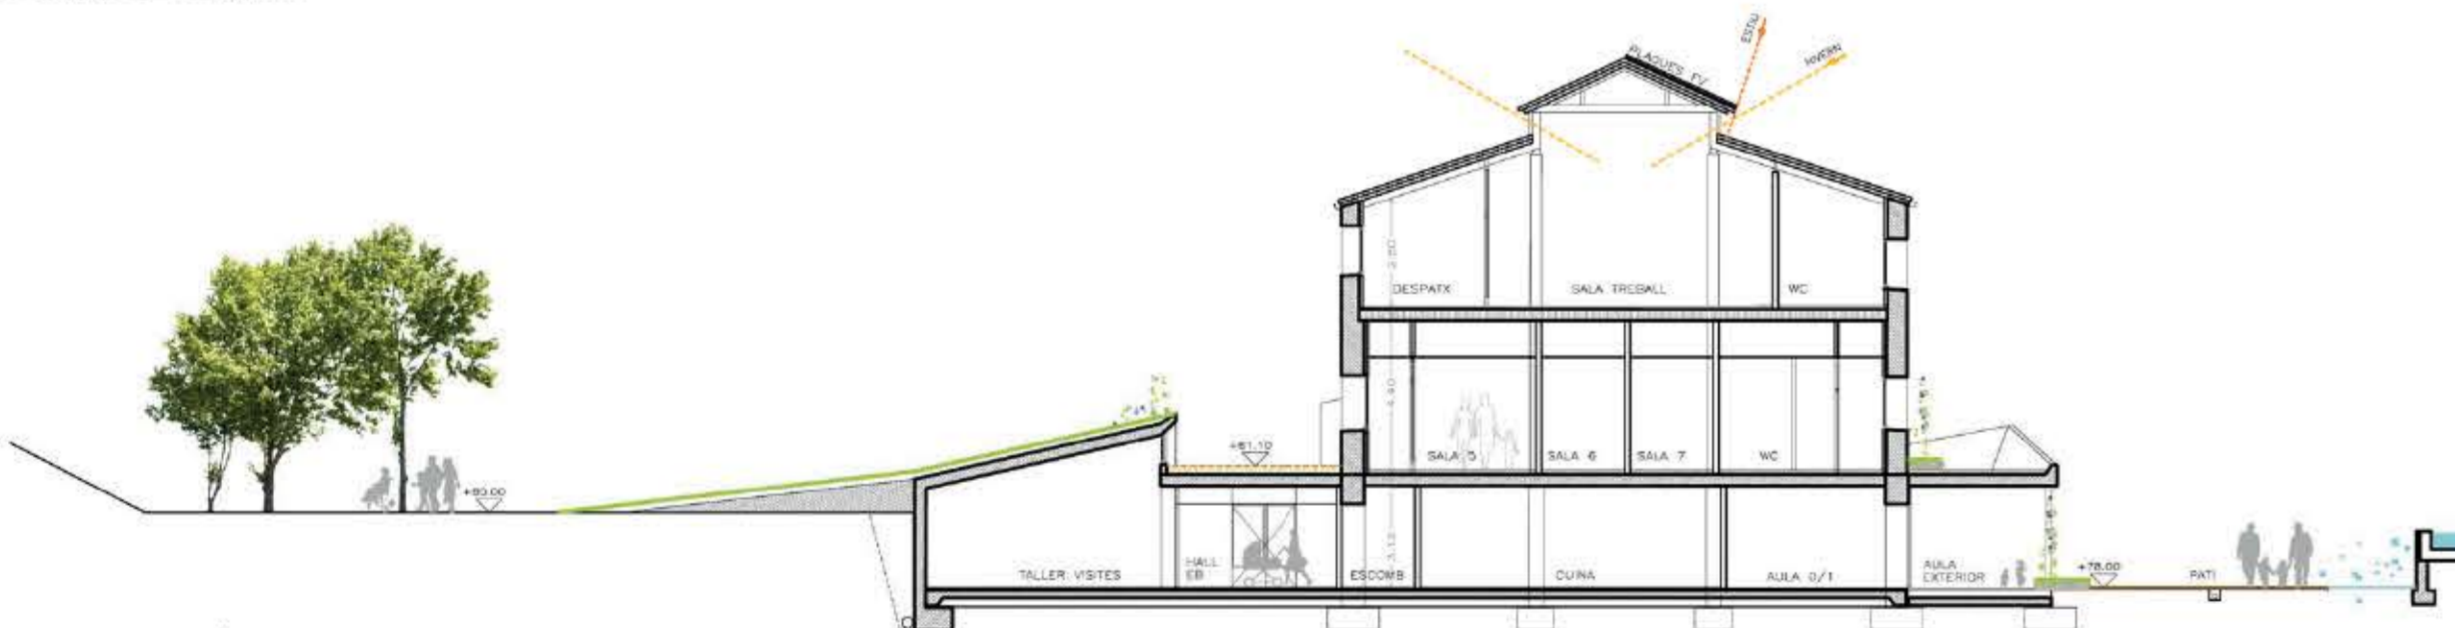 ESTIU
HIVERN
PLAQUES FV
DESPATX
SALA TREBALL
WC
SALA 5
SALA 6
SALA 7
WC
+81.10
+80.00
TALLER VISITES
HALL
EB
ESCOMB
CUINA
AULA 0/1
AULA
EXTERIOR
+78.00
PATI